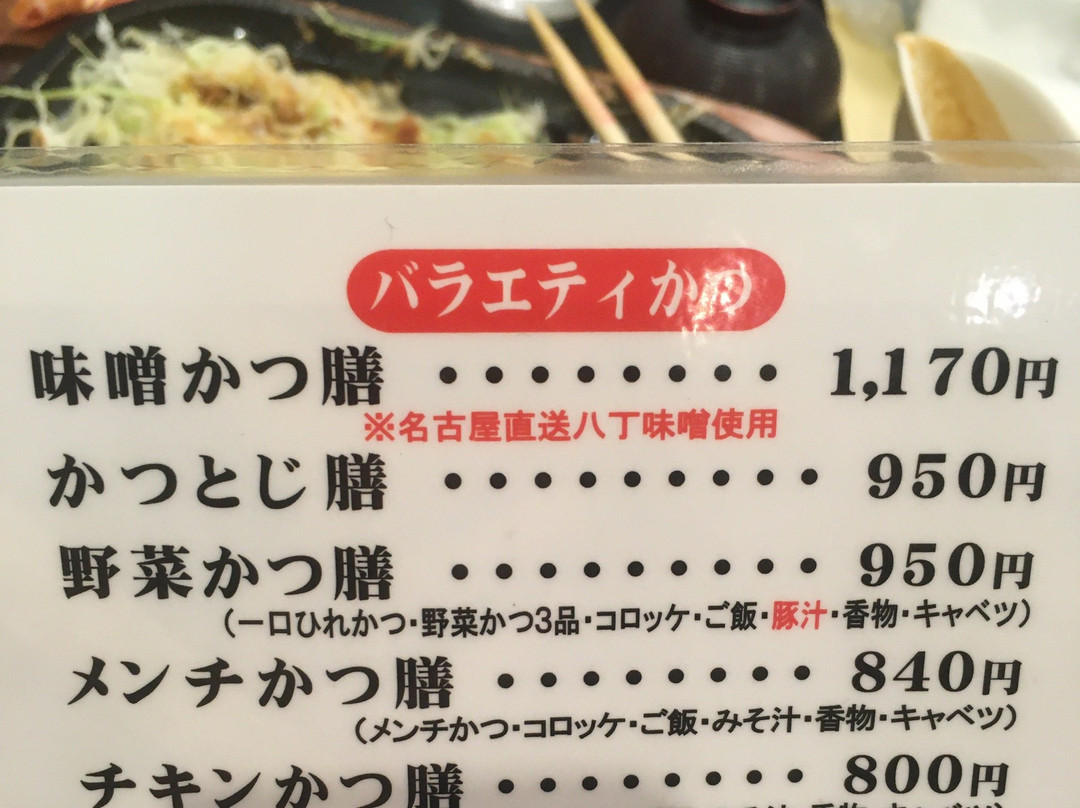 バラエティかつ
味噌かつ膳 ・・・・・・・・ 1,170円
※名古屋直送八丁味噌使用
かつとじ膳 ・・・・・・・・・ 950円
野菜かつ膳 ・・・・・・・・・ 950円
(一口ひれかつ・野菜かつ3品・コロッケ・ご飯・豚汁・香物・キャベツ)
メンチかつ膳 ・・・・・・・・ 840円
(メンチかつ・コロッケ・ご飯・みそ汁・香物・キャベツ)
チキンかつ膳 ・・・・・・・・ 800円